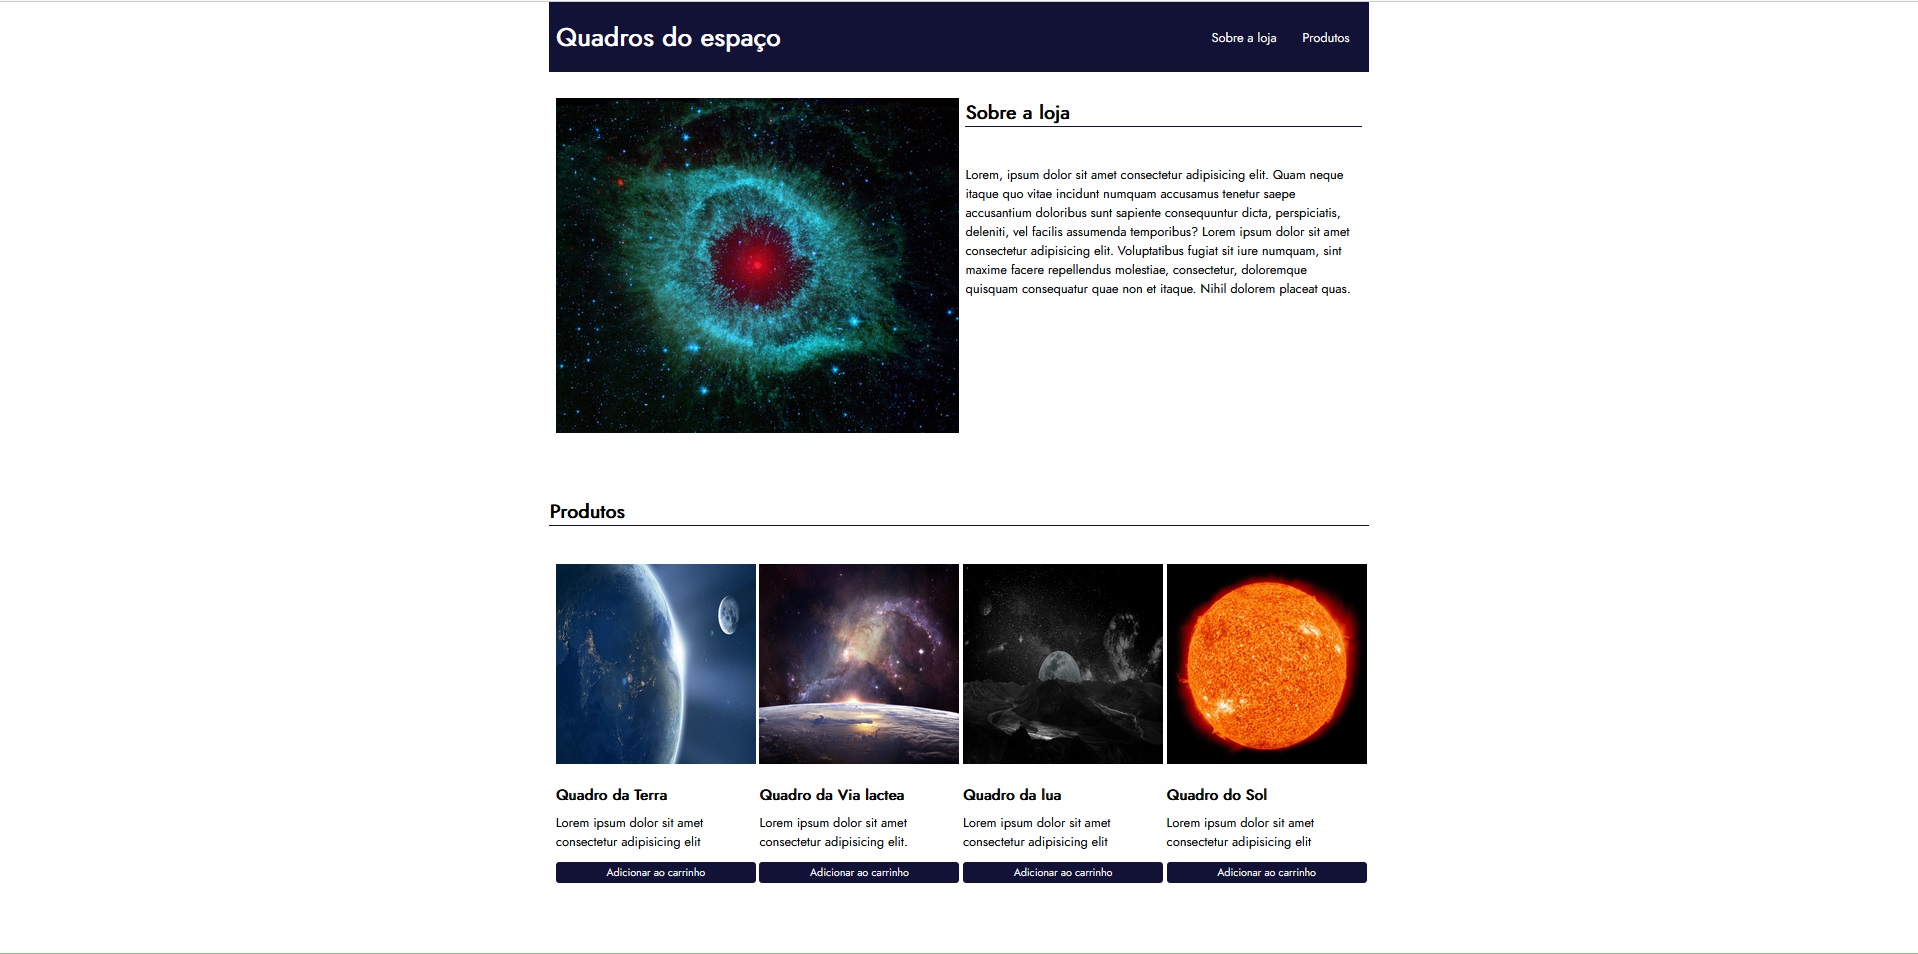 Quadros do espaço
Sobre a loja
Produtos
Sobre a loja
Lorem, ipsum dolor sit amet consectetur adipisicing elit. Quam neque
itaque quo vitae incidunt numquam accusamus tenetur saepe
accusantium doloribus sunt sapiente consequuntur dicta, perspiciatis,
deleniti, vel facilis assumenda temporibus? Lorem ipsum dolor sit amet
consectetur adipisicing elit. Voluptatibus fugiat sit iure numquam, sint
maxime facere repellendus molestiae, consectetur, doloremque
quisquam consequatur quae non et itaque. Nihil dolorem placeat quas.
Produtos
Quadro da Terra
Lorem ipsum dolor sit amet
consectetur adipisicing elit
Adicionar ao carrinho
Quadro da Via lactea
Lorem ipsum dolor sit amet
consectetur adipisicing elit.
Adicionar ao carrinho
Quadro da lua
Lorem ipsum dolor sit amet
consectetur adipisicing elit
Adicionar ao carrinho
Quadro do Sol
Lorem ipsum dolor sit amet
consectetur adipisicing elit
Adicionar ao carrinho